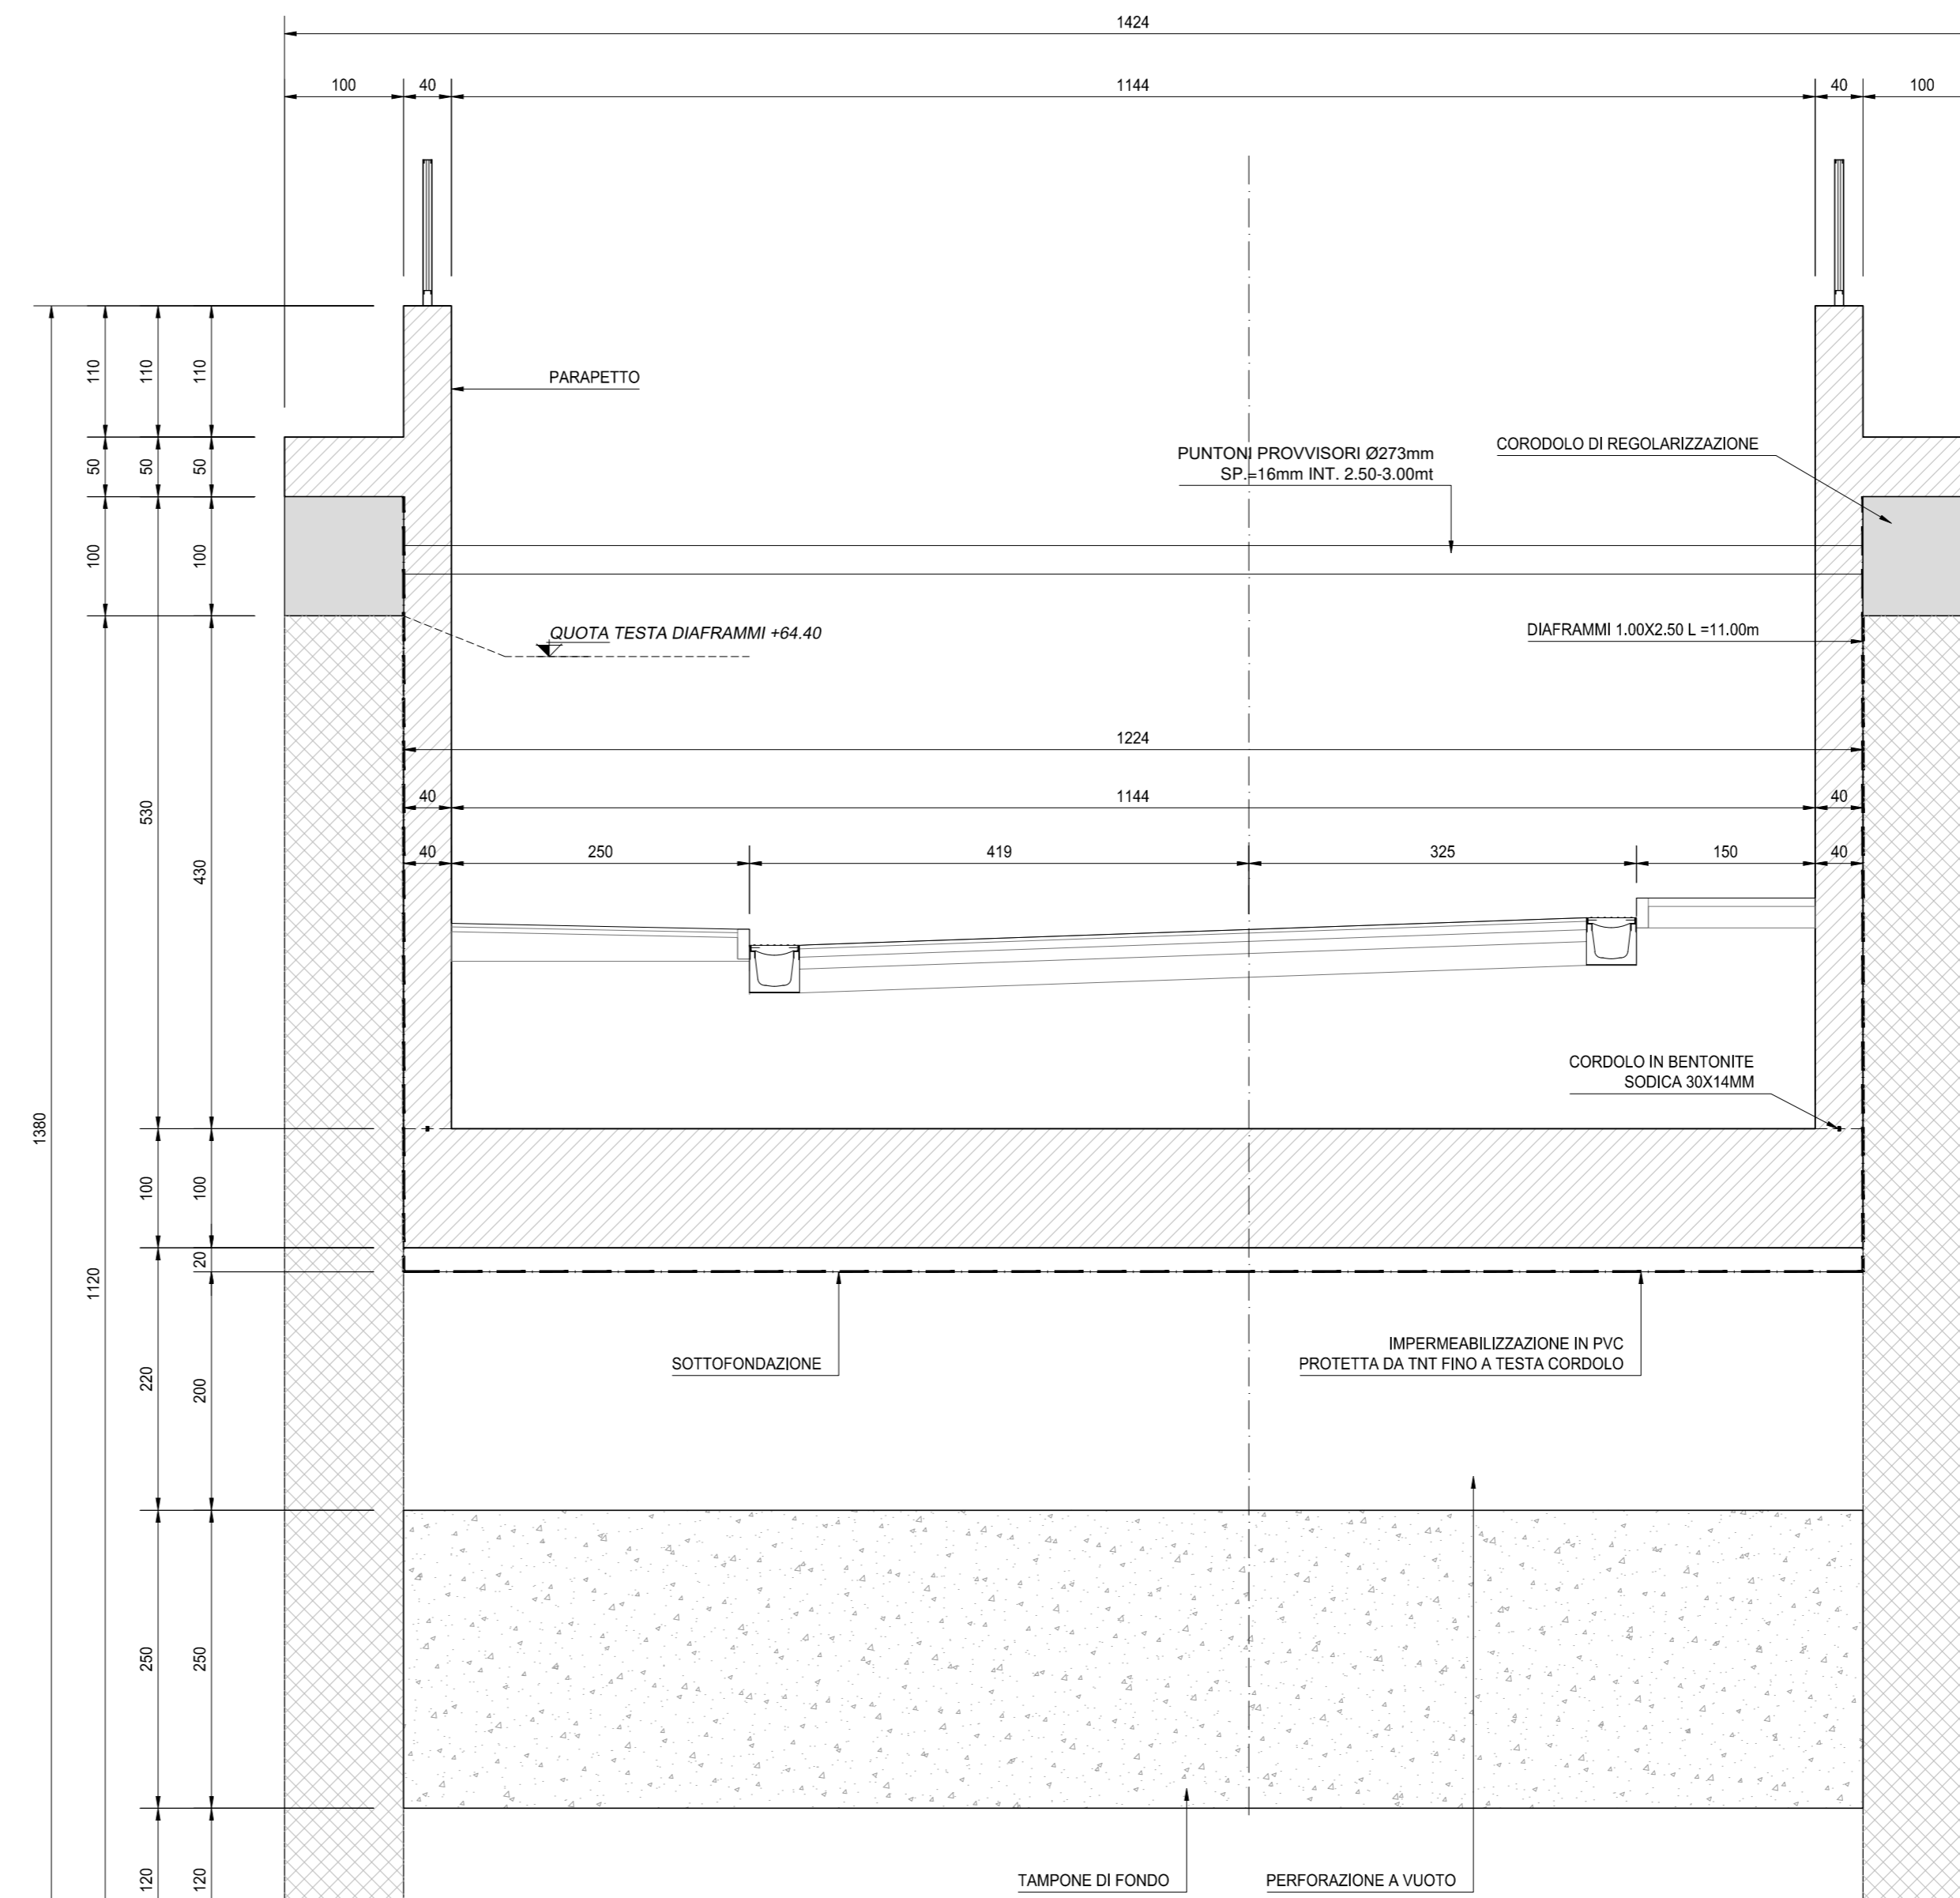 1424
100 40 1144 40 100
110 110 110
PARAPETTO
PUNTONI PROVVISORI Ø273mm
SP.=16mm INT. 2.50-3.00mt
CORODOLO DI REGOLARIZZAZIONE
50 50 50
100 100
QUOTA TESTA DIAFRAMMI +64.40
DIAFRAMMI 1.00X2.50 L =11.00m
1224
40 1144 40
530
430
40 250 419 325 150 40
CORDOLO IN BENTONITE
SODICA 30X14MM
1380
100 100
20
1120
IMPERMEABILIZZAZIONE IN PVC
PROTETTA DA TNT FINO A TESTA CORDOLO
SOTTOFONDAZIONE
220
200
250 250
120 120
TAMPONE DI FONDO
PERFORAZIONE A VUOTO